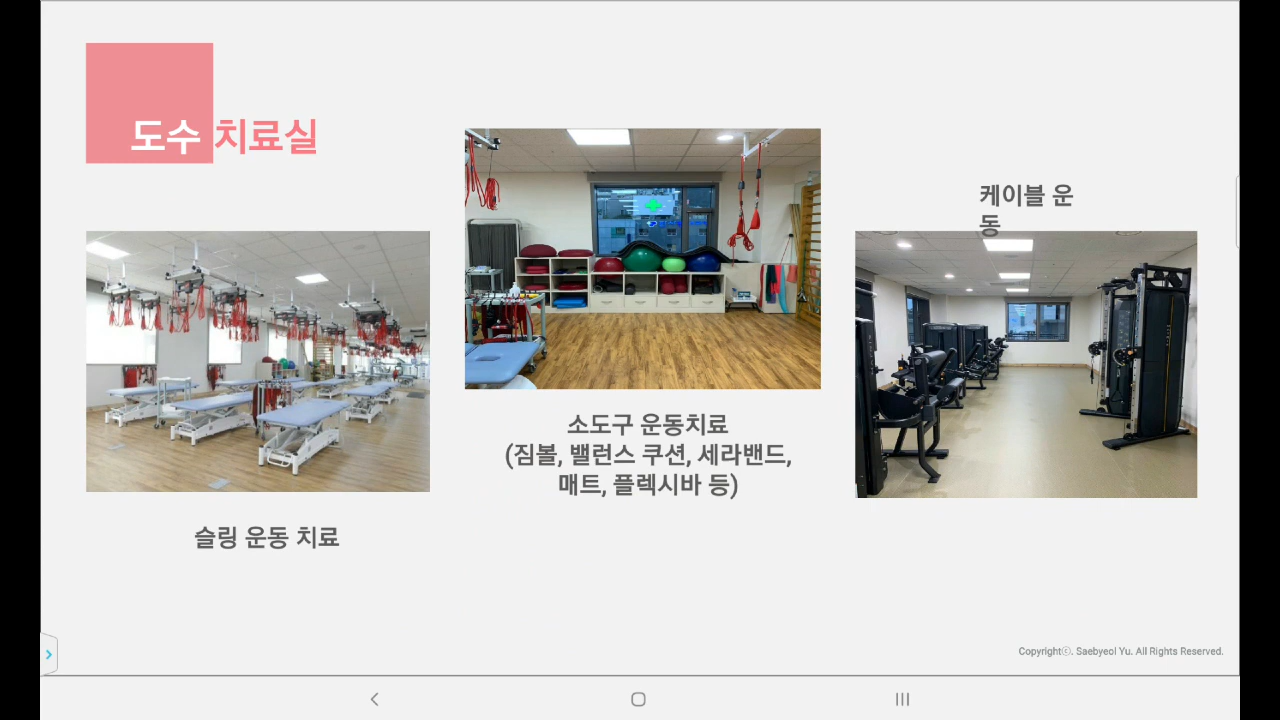 도수 치료실
케이블 운
동
소도구 운동치료
(짐볼, 밸런스 쿠션, 세라밴드,
매트, 플렉시바 등)
슬링 운동 치료
Copyrightⓒ. Saebyeol Yu. All Rights Reserved.